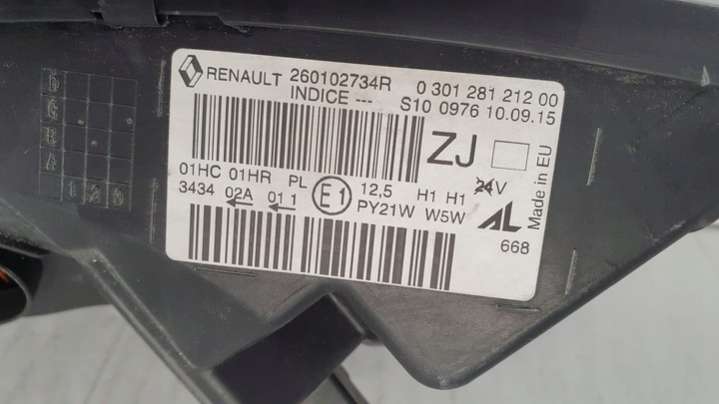 RENAULT 260102734R 0 301 281 212 00
INDICE --- S10 0976 10.09.15
ZJ
Made in EU
01HC 01HR PL E1 12,5 H1 H1 24V
3434 02A 01 1 PY21W W5W AL
668